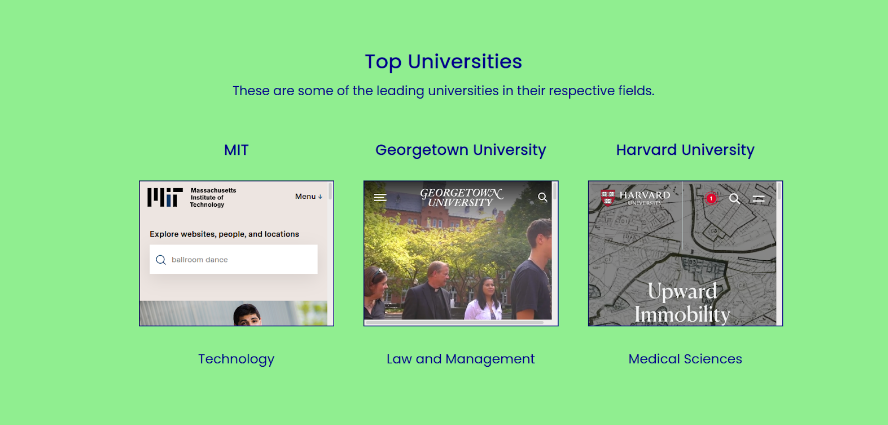 Top Universities
These are some of the leading universities in their respective fields.
MIT
Georgetown University
Harvard University
Massachusetts
Institute of
Technology
Menu ↓
Explore websites, people, and locations
ballroom dance
GEORGETOWN
UNIVERSITY
HARVARD
UNIVERSITY
1
Upward
Immobility
Technology
Law and Management
Medical Sciences